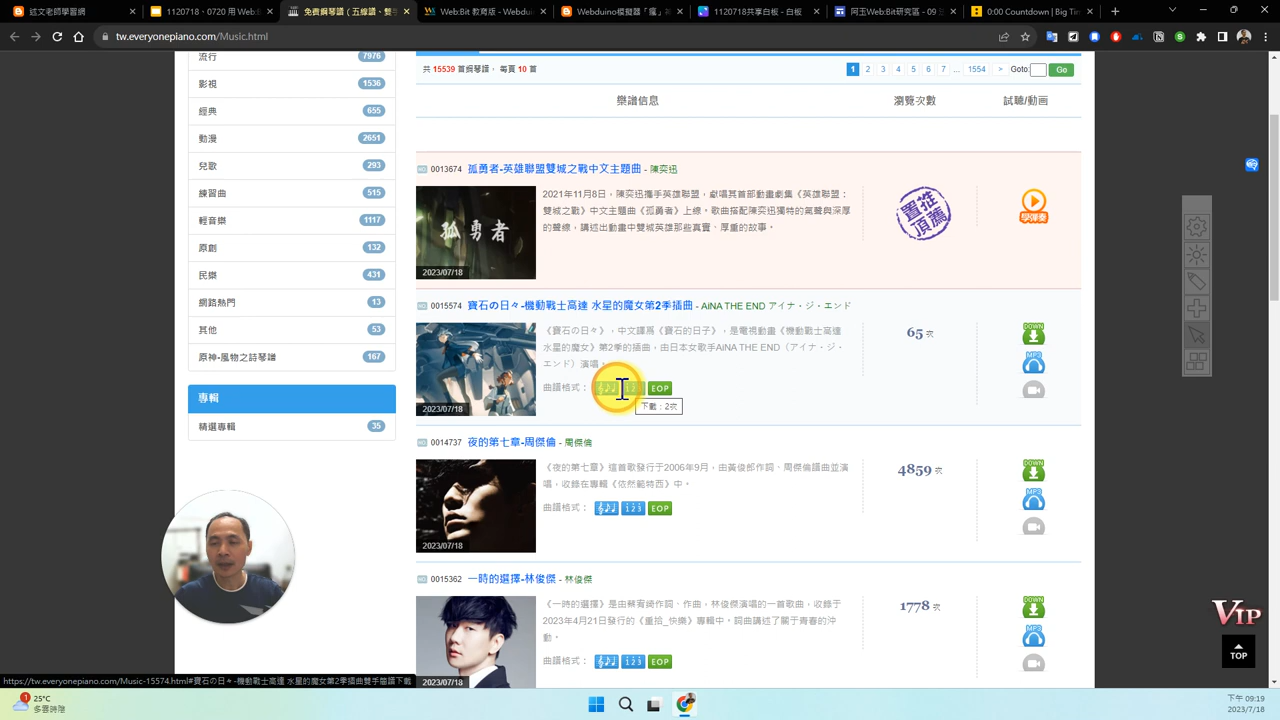 這文老師學習網
1120718 - 0720 用 Web:B
免費鋼琴譜 ( 五線譜、雙手
Web:Bit 教育版 - Webdu
Webduino模擬器「瘋」
1120718共享白板 - 白板
阿玉Web:Bit研究區 - 09
0:00 Countdown | Big Tim
tw.everyonepiano.com/Music.html
流行 7976
影視 1536
經典 655
動漫 2651
兒歌 293
練習曲 515
輕音樂 1117
原創 132
民樂 431
網路熱門 13
其他 53
原神-風物之詩琴譜 167
專輯
精選專輯 35
共 15539 首鋼琴譜, 每頁 10 首
1 2 3 4 5 6 7 ... 1554 > Goto: Go
樂譜信息 瀏覽次數 試聽/動畫
0013674 孤勇者-英雄聯盟雙城之戰中文主題曲 - 陳奕迅
2021年11月8日,陳奕迅攜手英雄聯盟,獻唱其首部動畫劇集《英雄聯盟:
雙城之戰》中文主題曲《孤勇者》上線。歌曲搭配陳奕迅獨特的氣聲與深厚
的聲線,講述出動畫中雙城英雄那些真實、厚重的故事。
孤勇者
2023/07/18
置頂推薦
學彈奏
0015574 寶石の日々-機動戰士高達 水星的魔女第2季插曲 - AiNA THE END アイナ・ジ・エンド
《寶石の日々》,中文譯爲《寶石的日子》,是電視動畫《機動戰士高達
水星的魔女》第2季的插曲,由日本女歌手AiNA THE END(アイナ・ジ・
エンド)演唱。
曲譜格式: EOP
下載:2次
2023/07/18
65 次
DOWN
MP3
0014737 夜的第七章-周傑倫 - 周傑倫
《夜的第七章》這首歌發行于2006年9月,由黃俊郎作詞、周傑倫譜曲並演
唱,收錄在專輯《依然範特西》中。
曲譜格式: 123 EOP
2023/07/18
4859 次
DOWN
MP3
0015362 一時的選擇-林俊傑 - 林俊傑
《一時的選擇》是由蔡宥綺作詞、作曲,林俊傑演唱的一首歌曲,收錄于
2023年4月21日發行的《重拾_快樂》專輯中。詞曲講述了關于青春的沖
動。
曲譜格式: 123 EOP
2023/07/18
1778 次
DOWN
MP3
VIP
TOP
https://tw.everyonepiano.com/Music-15574.html#寶石の日々-機動戰士高達 水星的魔女第2季插曲雙手簡譜下載
1
25°C
多雲時陰
下午 09:19
2023/7/18